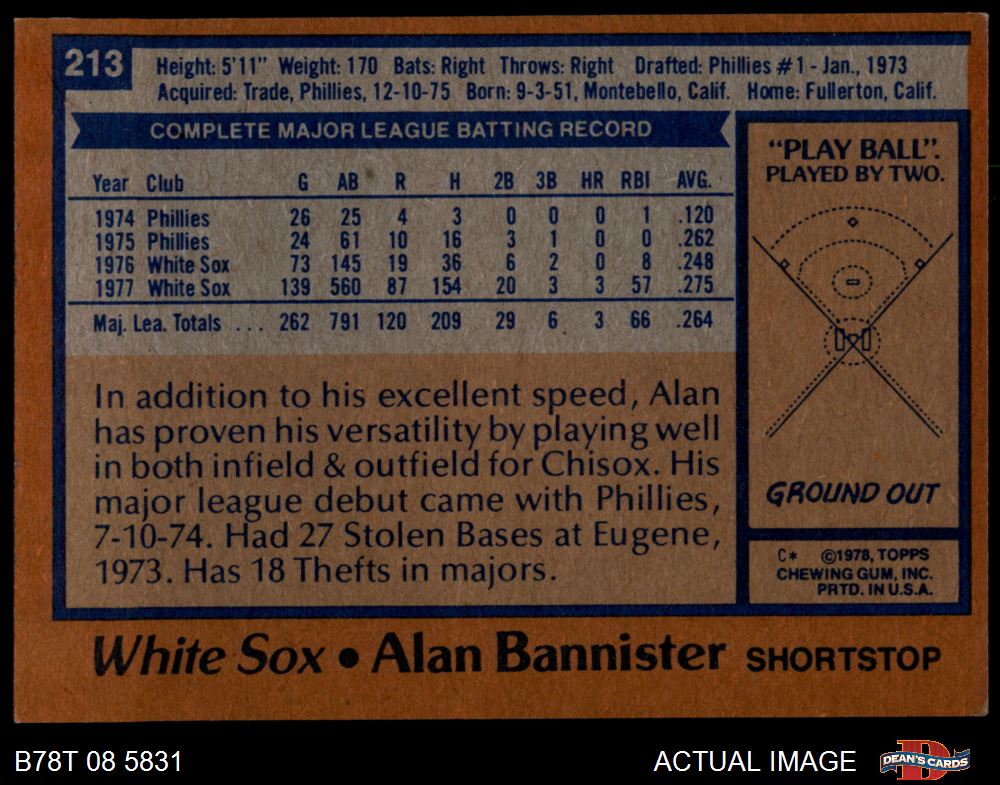 213
Height: 5'11" Weight: 170 Bats: Right Throws: Right Drafted: Phillies #1 - Jan., 1973
Acquired: Trade, Phillies, 12-10-75 Born: 9-3-51, Montebello, Calif. Home: Fullerton, Calif.
COMPLETE MAJOR LEAGUE BATTING RECORD
Year Club G AB R H 2B 3B HR RBI AVG.
1974 Phillies 26 25 4 3 0 0 0 1 .120
1975 Phillies 24 61 10 16 3 1 0 0 .262
1976 White Sox 73 145 19 36 6 2 0 8 .248
1977 White Sox 139 560 87 154 20 3 3 57 .275
Maj. Lea. Totals ... 262 791 120 209 29 6 3 66 .264
In addition to his excellent speed, Alan
has proven his versatility by playing well
in both infield & outfield for Chisox. His
major league debut came with Phillies,
7-10-74. Had 27 Stolen Bases at Eugene,
1973. Has 18 Thefts in majors.
"PLAY BALL".
PLAYED BY TWO.
GROUND OUT
C* ©1978, TOPPS
CHEWING GUM, INC.
PRTD. IN U.S.A.
White Sox • Alan Bannister SHORTSTOP
B78T 08 5831
ACTUAL IMAGE
D
DEAN'S CARDS